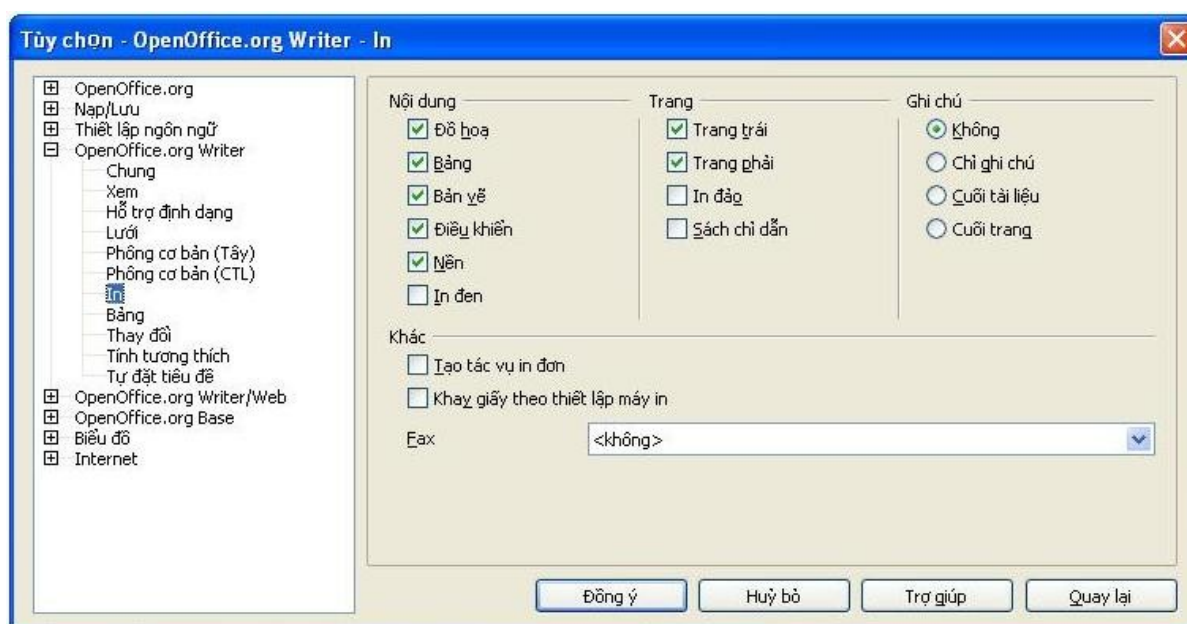 Tùy chọn - OpenOffice.org Writer - In
OpenOffice.org
Nạp/Lưu
Thiết lập ngôn ngữ
OpenOffice.org Writer
Chung
Xem
Hỗ trợ định dạng
Lưới
Phông cơ bản (Tây)
Phông cơ bản (CTL)
In
Bảng
Thay đổi
Tính tương thích
Tự đặt tiêu đề
OpenOffice.org Writer/Web
OpenOffice.org Base
Biểu đồ
Internet
Nội dung
Đồ hoạ
Bảng
Bản vẽ
Điều khiển
Nền
In đen
Trang
Trang trái
Trang phải
In đảo
Sách chỉ dẫn
Ghi chú
Không
Chỉ ghi chú
Cuối tài liệu
Cuối trang
Khác
Tạo tác vụ in đơn
Khay giấy theo thiết lập máy in
Fax
<không>
Đồng ý
Huỷ bỏ
Trợ giúp
Quay lại